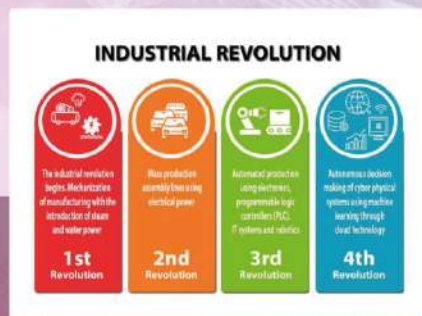 INDUSTRIAL REVOLUTION
The industrial revolution
begins. Mechanization
of manufacturing with the
introduction of steam
and water power
1st
Revolution
Mass production
assembly lines using
electrical power
2nd
Revolution
Automated production
using electronics,
programmable logic
controllers (PLC),
IT systems and robotics
3rd
Revolution
Autonomous decision
making of cyber physical
systems using machine
learning through
cloud technology
4th
Revolution